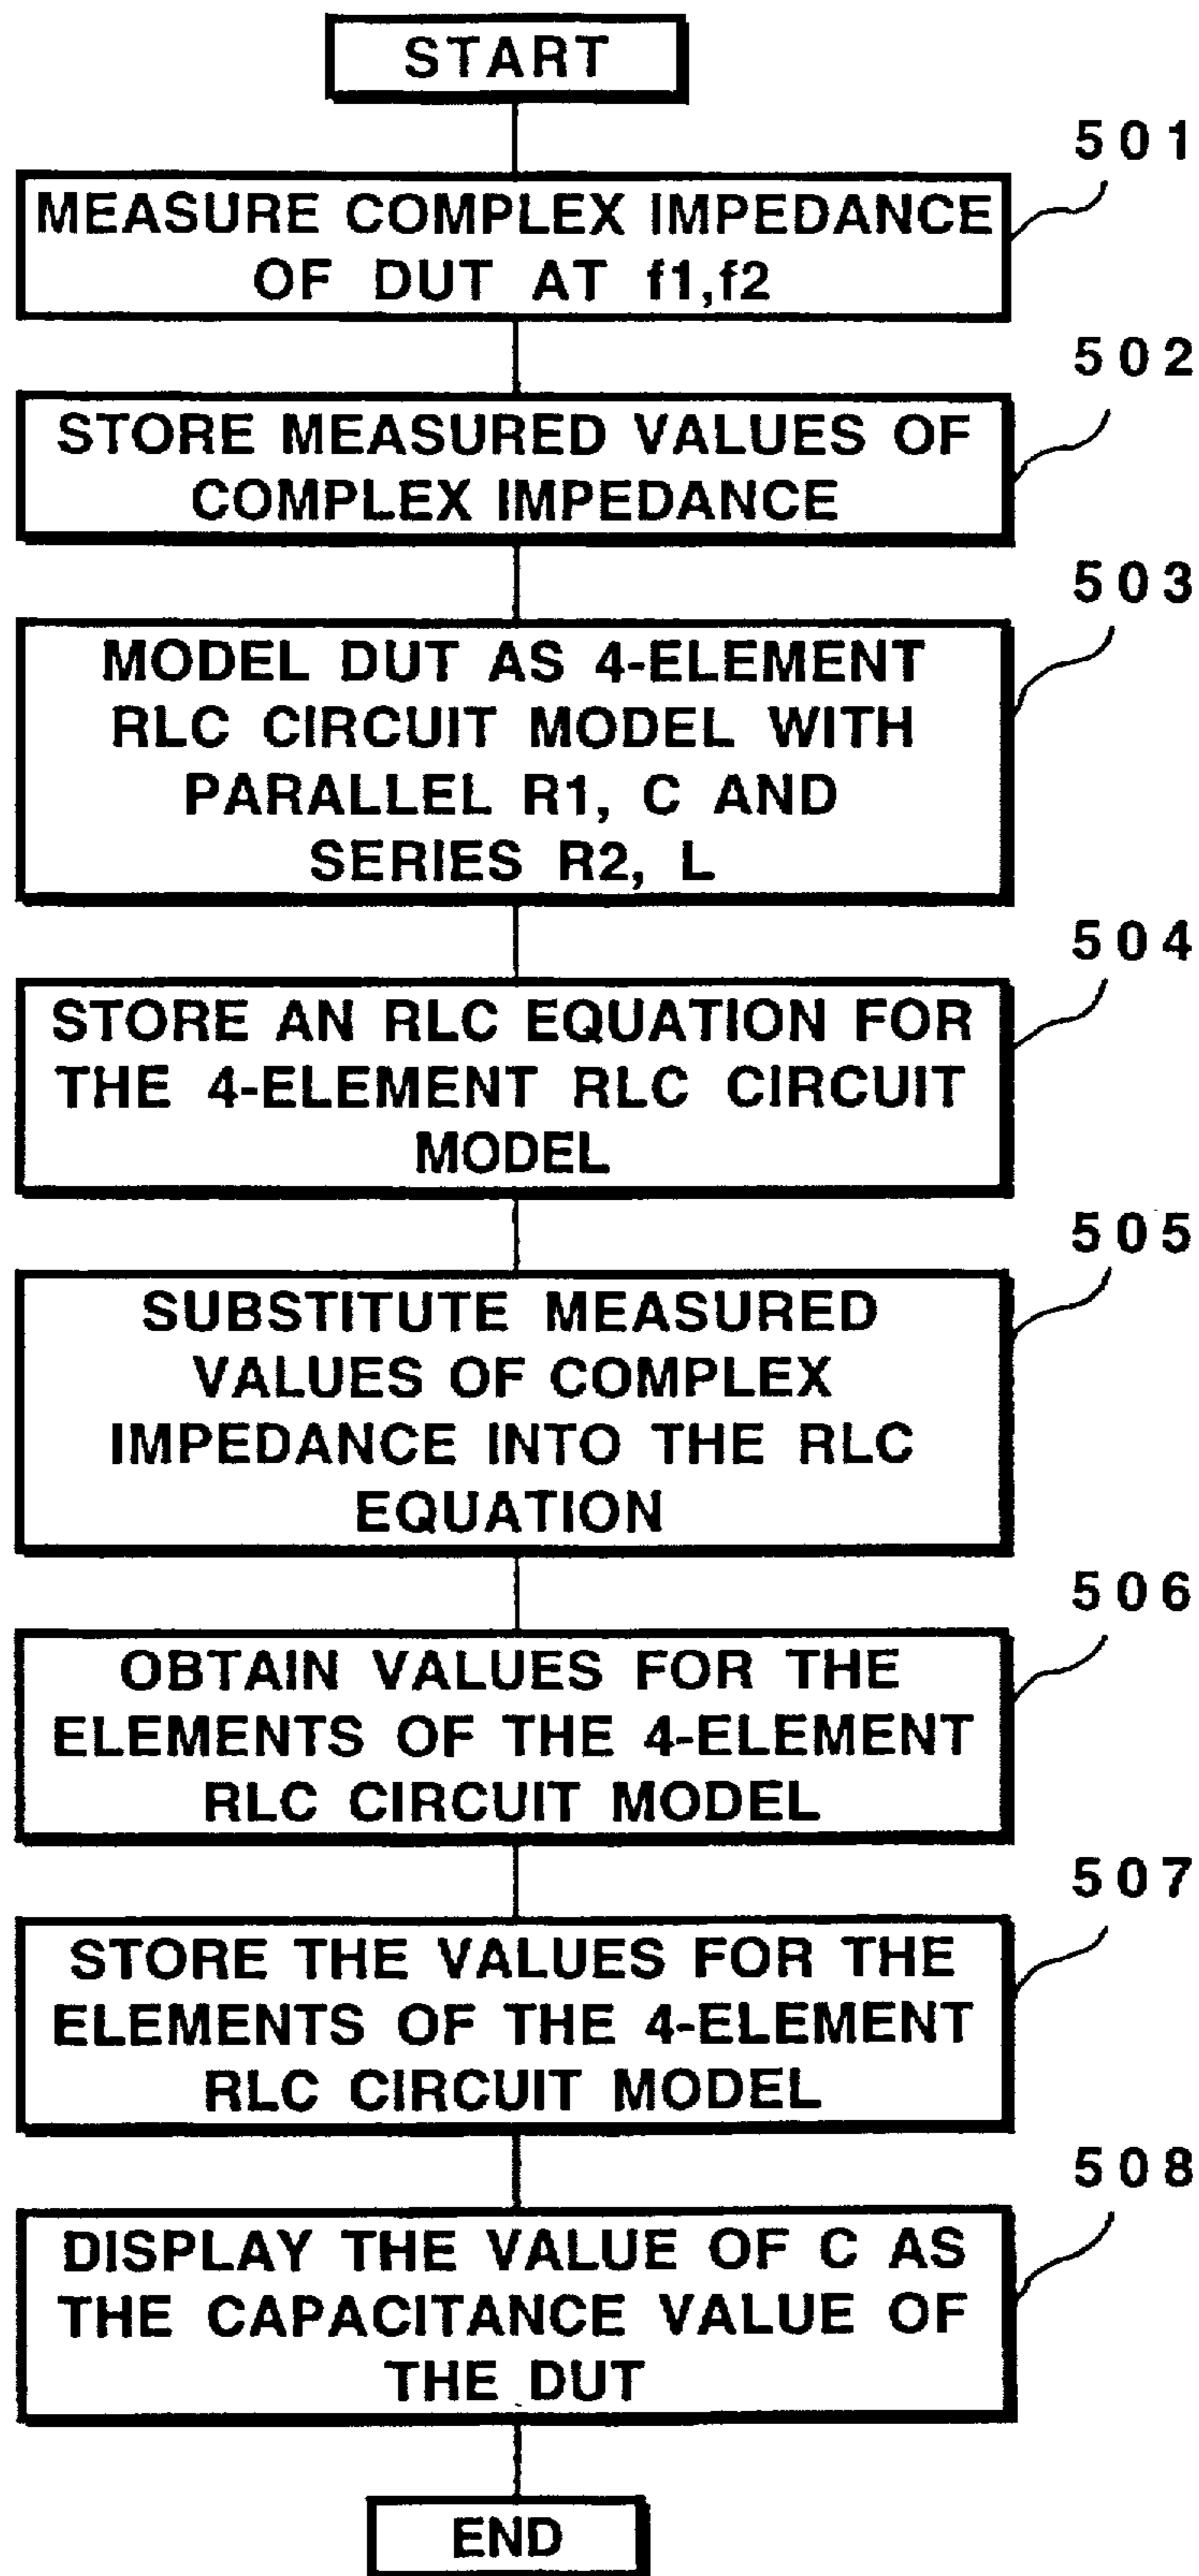 START
501
MEASURE COMPLEX IMPEDANCE
OF DUT AT f1,f2
502
STORE MEASURED VALUES OF
COMPLEX IMPEDANCE
503
MODEL DUT AS 4-ELEMENT
RLC CIRCUIT MODEL WITH
PARALLEL R1, C AND
SERIES R2, L
504
STORE AN RLC EQUATION FOR
THE 4-ELEMENT RLC CIRCUIT
MODEL
505
SUBSTITUTE MEASURED
VALUES OF COMPLEX
IMPEDANCE INTO THE RLC
EQUATION
506
OBTAIN VALUES FOR THE
ELEMENTS OF THE 4-ELEMENT
RLC CIRCUIT MODEL
507
STORE THE VALUES FOR THE
ELEMENTS OF THE 4-ELEMENT
RLC CIRCUIT MODEL
508
DISPLAY THE VALUE OF C AS
THE CAPACITANCE VALUE OF
THE DUT
END